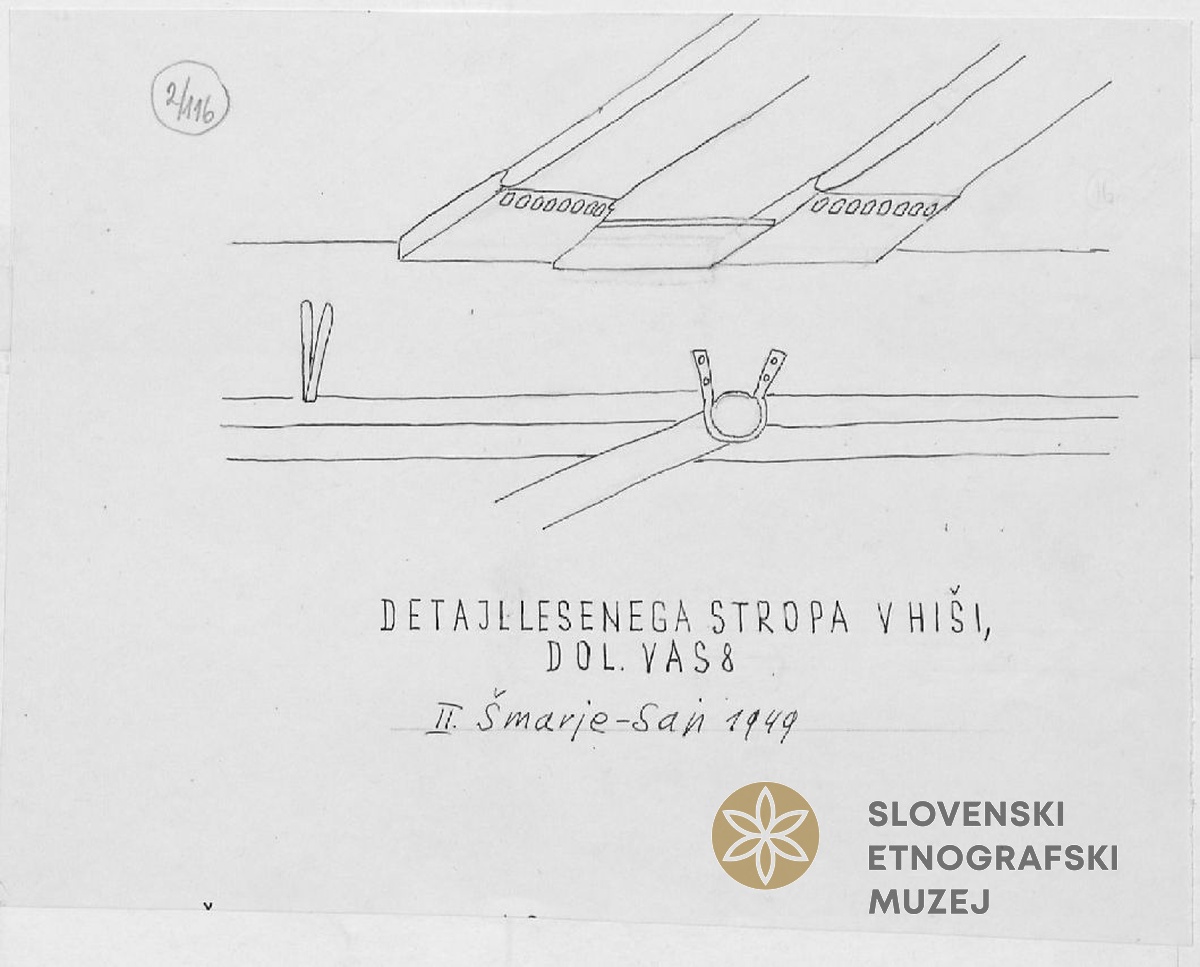 2/116
DETAJL LESENEGA STROPA V HIŠI,
DOL. VAS 8
II. Šmarje-Sap 1949
SLOVENSKI
ETNOGRAFSKI
MUZEJ